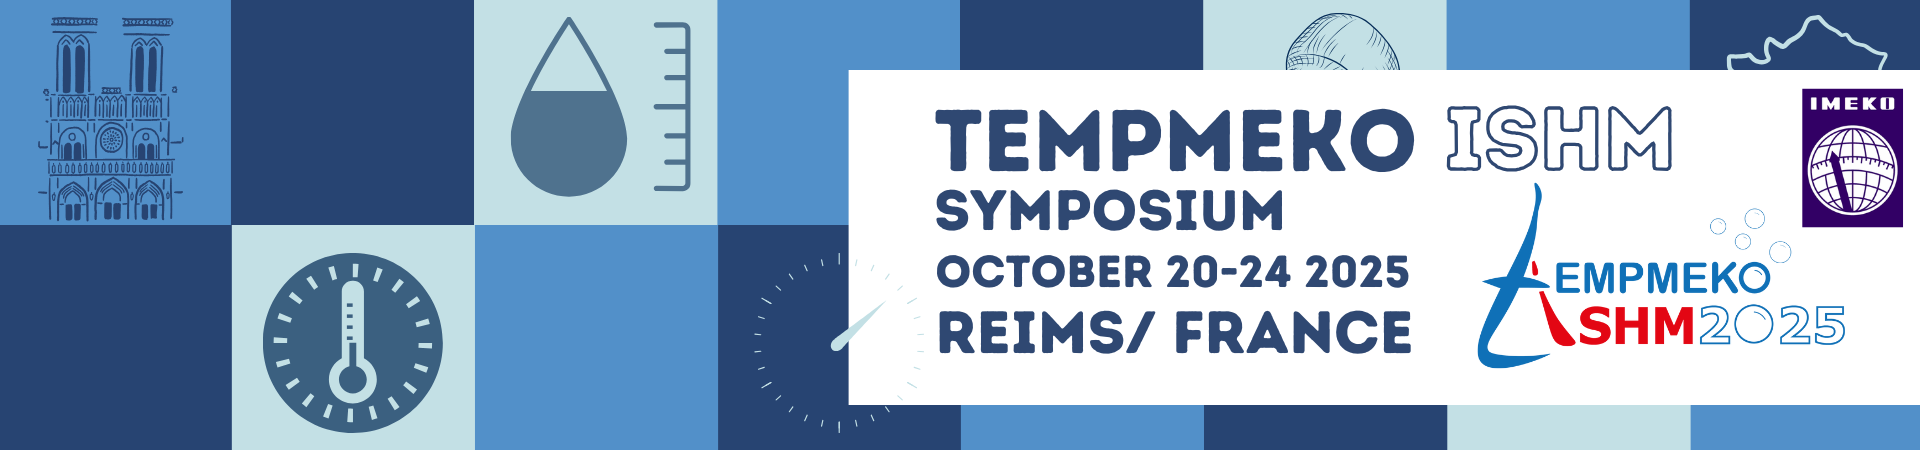 TEMPMEKO ISHM
SYMPOSIUM
OCTOBER 20-24 2025
REIMS/ FRANCE
IMEKO
tEMPMEKO
ISHM2025